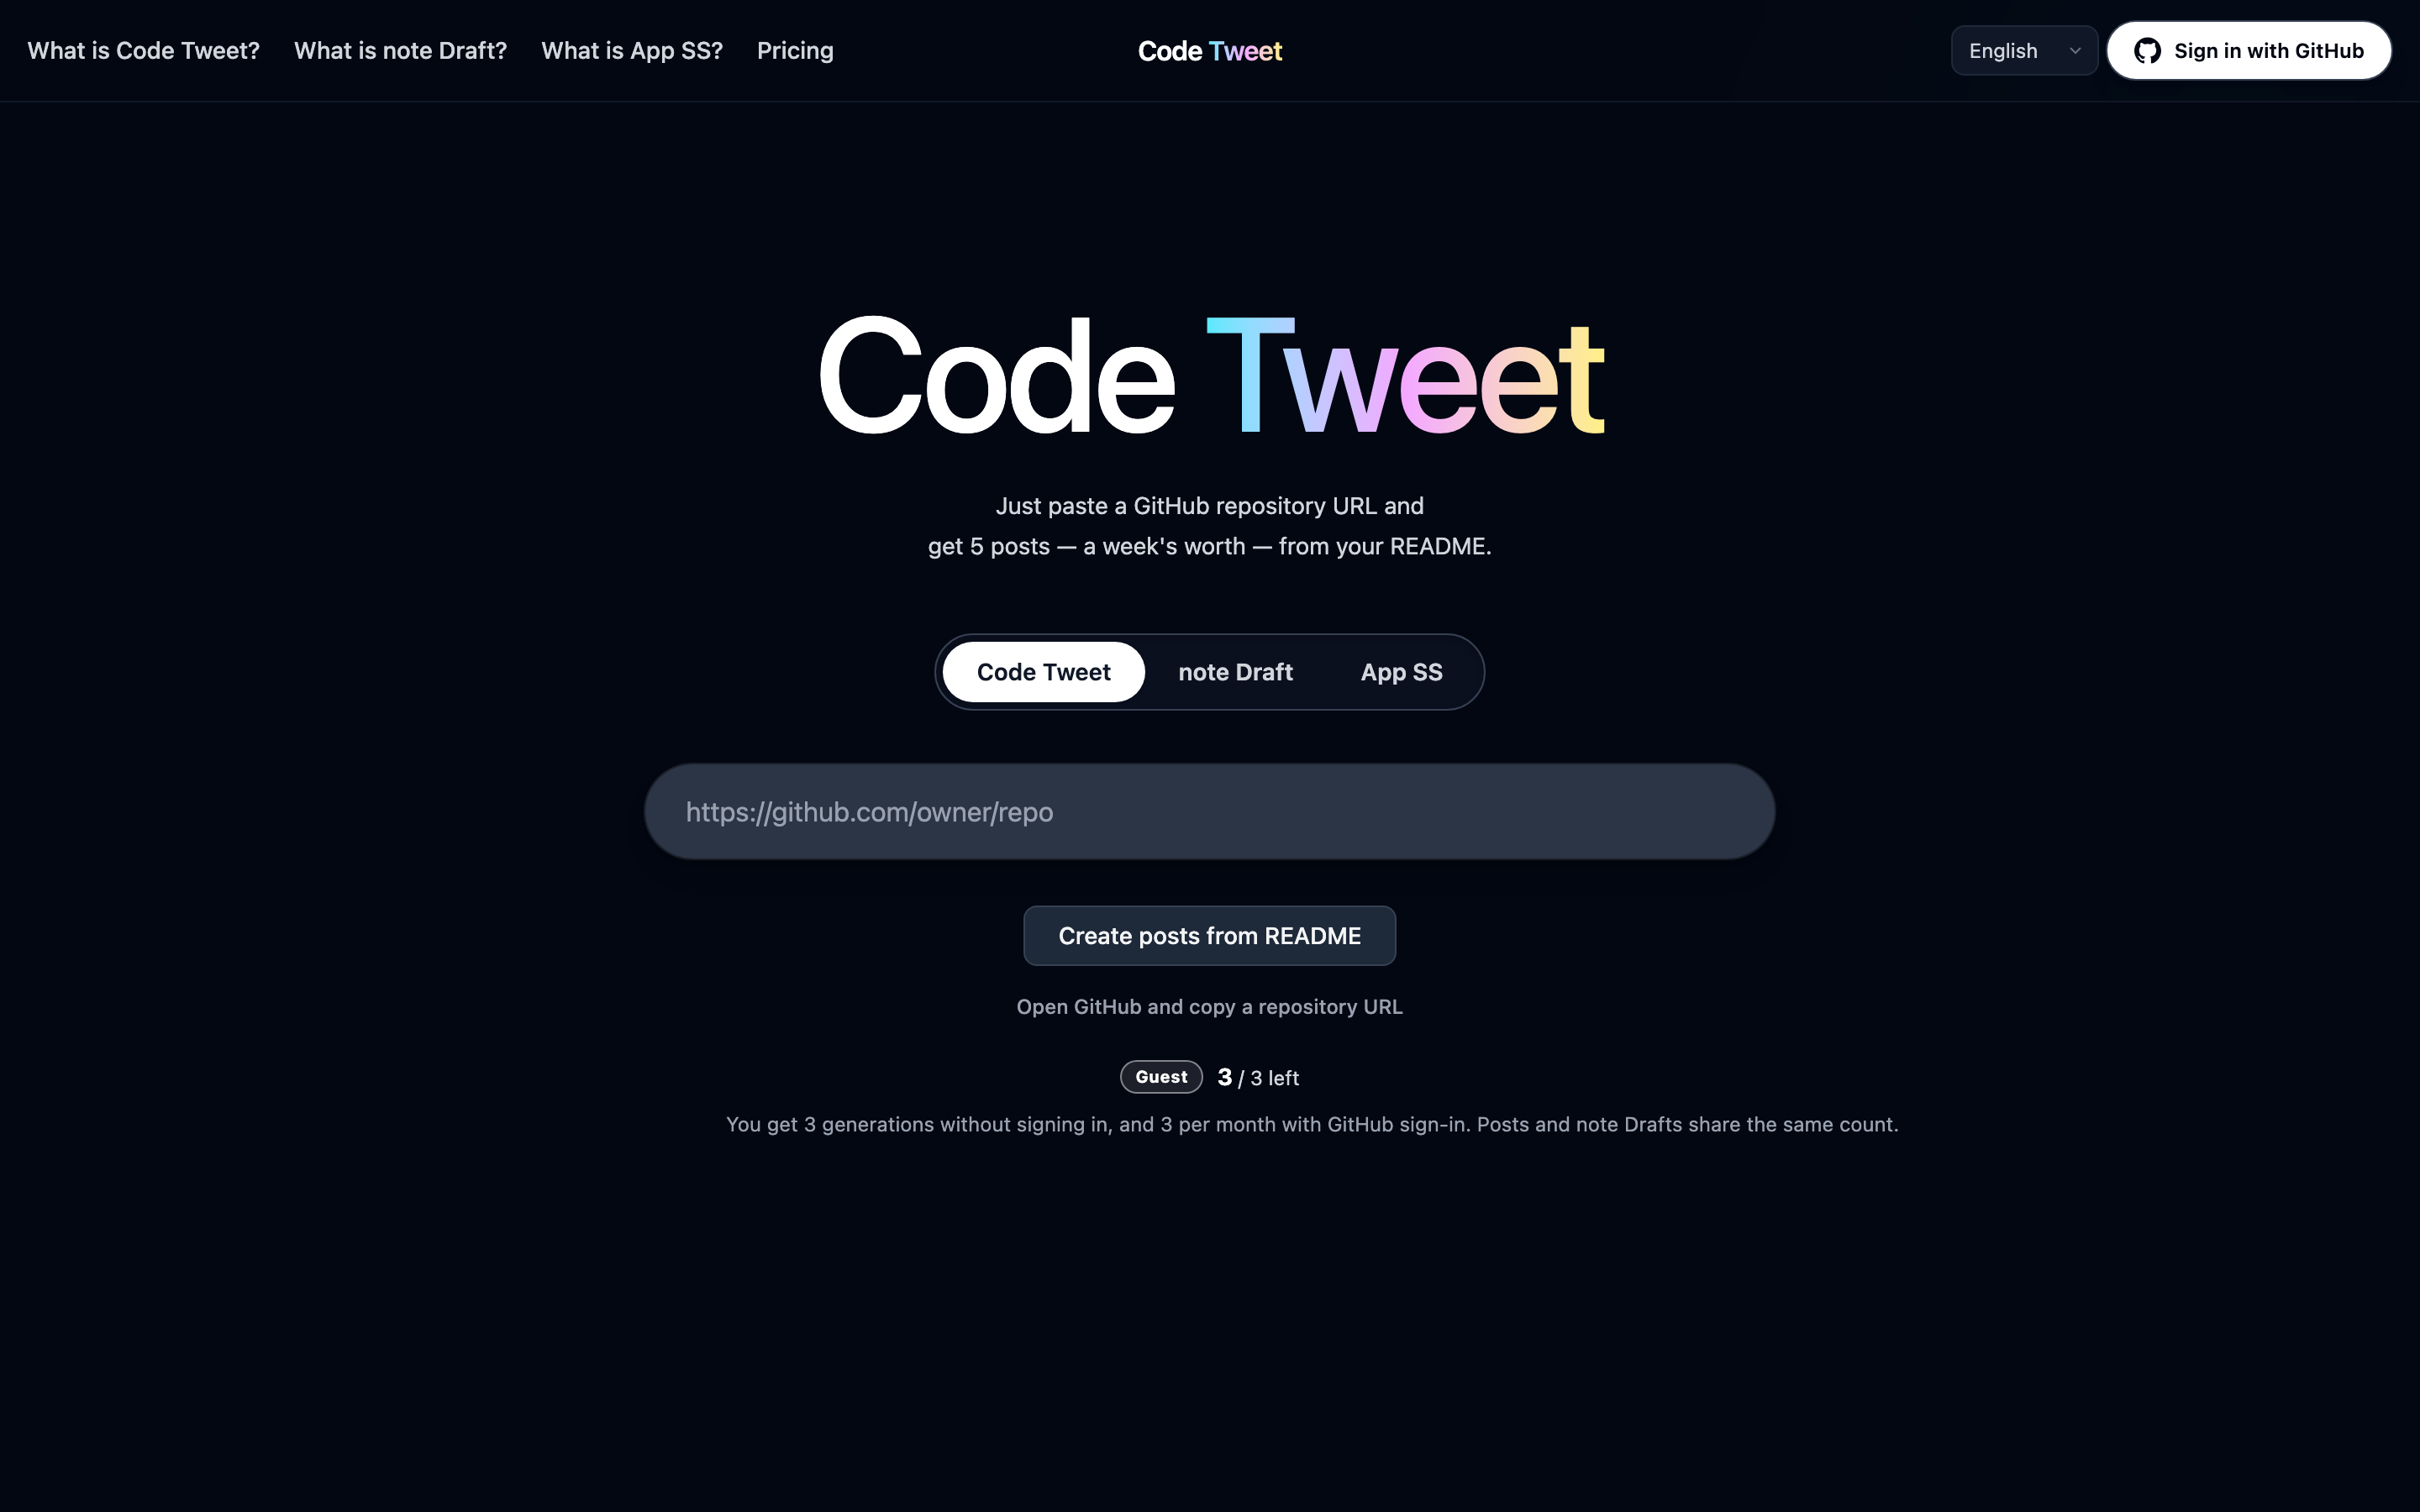 What is Code Tweet? What is note Draft? What is App SS? Pricing Code Tweet English Sign in with GitHub
Code Tweet
Just paste a GitHub repository URL and
get 5 posts — a week's worth — from your README.
Code Tweet note Draft App SS
https://github.com/owner/repo
Create posts from README
Open GitHub and copy a repository URL
Guest 3 / 3 left
You get 3 generations without signing in, and 3 per month with GitHub sign-in. Posts and note Drafts share the same count.